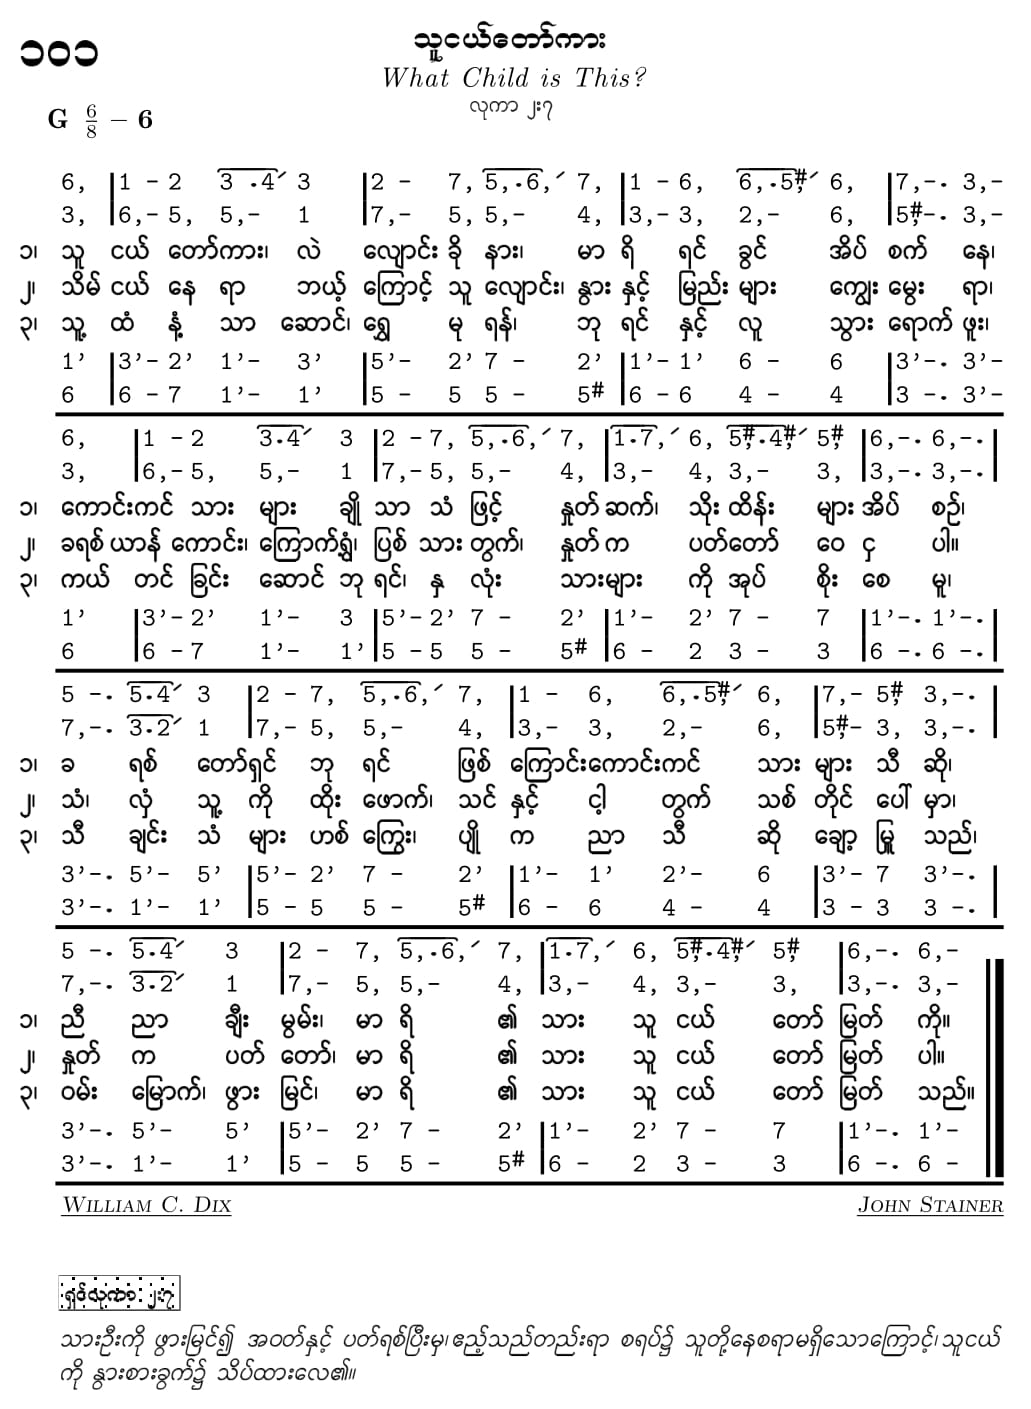 ၁၀၁
သူငယ်တော်ကား
What Child is This?
လုကာ ၂း၇
G 6/8 – 6
6, |1 - 2 3 .4ˊ 3 |2 - 7, 5,.6,ˊ 7, |1 - 6, 6,.5#,ˊ 6, |7,-. 3,-
3, |6,- 5, 5,- 1 |7,- 5, 5,- 4, |3,- 3, 2,- 6, |5#,-. 3,-
၁၊ သူ ငယ် တော်ကား၊ လဲ လျောင်း ခို နား၊ မာ ရိ ရင် ခွင် အိပ် စက် နေ၊
၂၊ သိမ် ငယ် နေ ရာ ဘယ့် ကြောင့် သူ လျောင်း၊ နွား နှင့် မြည်း များ ကျွေး မွေး ရာ၊
၃၊ သူ့ ထံ နံ့ သာ ဆောင်၊ ရွှေ မု ရန်၊ ဘု ရင် နှင့် လူ သွား ရောက် ဖူး၊
1’ |3’- 2’ 1’- 3’ |5’- 2’ 7 - 2’ |1’- 1’ 6 - 6 |3’-. 3’-
6 |6 - 7 1’- 1’ |5 - 5 5 - 5# |6 - 6 4 - 4 |3 -. 3’-
6, |1 - 2 3.4ˊ 3 |2 - 7, 5,.6,ˊ 7, |1.7,ˊ 6, 5#,.4#,ˊ 5#, |6,-. 6,-.|
3, |6,- 5, 5,- 1 |7,- 5, 5,- 4, |3,- 4, 3,- 3, |3,-. 3,-.|
၁၊ ကောင်းကင် သား များ ချို သာ သံ ဖြင့် နှုတ် ဆက်၊ သိုး ထိန်း များ အိပ် စဉ်၊
၂၊ ခရစ် ယာန် ကောင်း၊ ကြောက်ရွှံ့၊ ပြစ် သား တွက်၊ နှုတ် က ပတ်တော် ဝေ ငှ ပါ။
၃၊ ကယ် တင် ခြင်း ဆောင် ဘု ရင်၊ နှ လုံး သားများ ကို အုပ် စိုး စေ မူ၊
1’ |3’- 2’ 1’- 3 |5’- 2’ 7 - 2’ |1’- 2’ 7 - 7 |1’-. 1’-.|
6 |6 - 7 1’- 1’ |5 - 5 5 - 5# |6 - 2 3 - 3 |6 -. 6 -.|
5 -. 5.4ˊ 3 |2 - 7, 5,.6,ˊ 7, |1 - 6, 6,.5#,ˊ 6, |7,- 5#, 3,-.|
7,-. 3.2ˊ 1 |7,- 5, 5,- 4, |3,- 3, 2,- 6, |5#,- 3, 3,-.|
၁၊ ခ ရစ် တော်ရှင် ဘု ရင် ဖြစ် ကြောင်းကောင်းကင် သား များ သီ ဆို၊
၂၊ သံ၊ လှံ သူ့ ကို ထိုး ဖောက်၊ သင် နှင့် ငါ့ တွက် သစ် တိုင် ပေါ် မှာ၊
၃၊ သီ ချင်း သံ များ ဟစ် ကြွေး၊ ပျို က ညာ သီ ဆို ချော့ မြှူ သည်၊
3’-. 5’- 5’ |5’- 2’ 7 - 2’ |1’- 1’ 2’- 6 |3’- 7 3’-.|
3’-. 1’- 1’ |5 - 5 5 - 5# |6 - 6 4 - 4 |3 - 3 3 -.|
5 -. 5.4ˊ 3 |2 - 7, 5,.6,ˊ 7, |1.7,ˊ 6, 5#,.4#,ˊ 5#, |6,-. 6,-
7,-. 3.2ˊ 1 |7,- 5, 5,- 4, |3,- 4, 3,- 3, |3,-. 3,-
၁၊ ညီ ညာ ချီး မွမ်း၊ မာ ရိ ၏ သား သူ ငယ် တော် မြတ် ကို။
၂၊ နှုတ် က ပတ် တော်၊ မာ ရိ ၏ သား သူ ငယ် တော် မြတ် ပါ။
၃၊ ဝမ်း မြောက်၊ ဖွား မြင်၊ မာ ရိ ၏ သား သူ ငယ် တော် မြတ် သည်။
3’-. 5’- 5’ |5’- 2’ 7 - 2’ |1’- 2’ 7 - 7 |1’-. 1’-
3’-. 1’- 1’ |5 - 5 5 - 5# |6 - 2 3 - 3 |6 -. 6 -
WILLIAM C. DIX JOHN STAINER
ရှင်လုကာ ၂း၇
သားဦးကို ဖွားမြင်၍ အဝတ်နှင့် ပတ်ရစ်ပြီးမှ၊ဧည့်သည်တည်းရာ စရပ်၌ သူတို့နေစရာမရှိသောကြောင့်၊သူငယ်
ကို နွားစားခွက်၌ သိပ်ထားလေ၏။